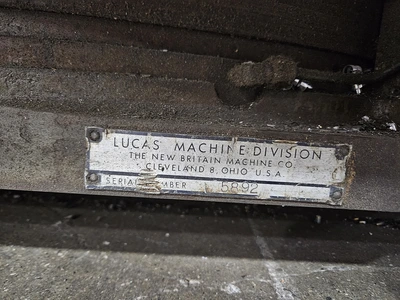 LUCAS MACHINE DIVISION
THE NEW BRITAIN MACHINE CO.
CLEVELAND 8, OHIO U.S.A.
SERIAL NUMBER 5892